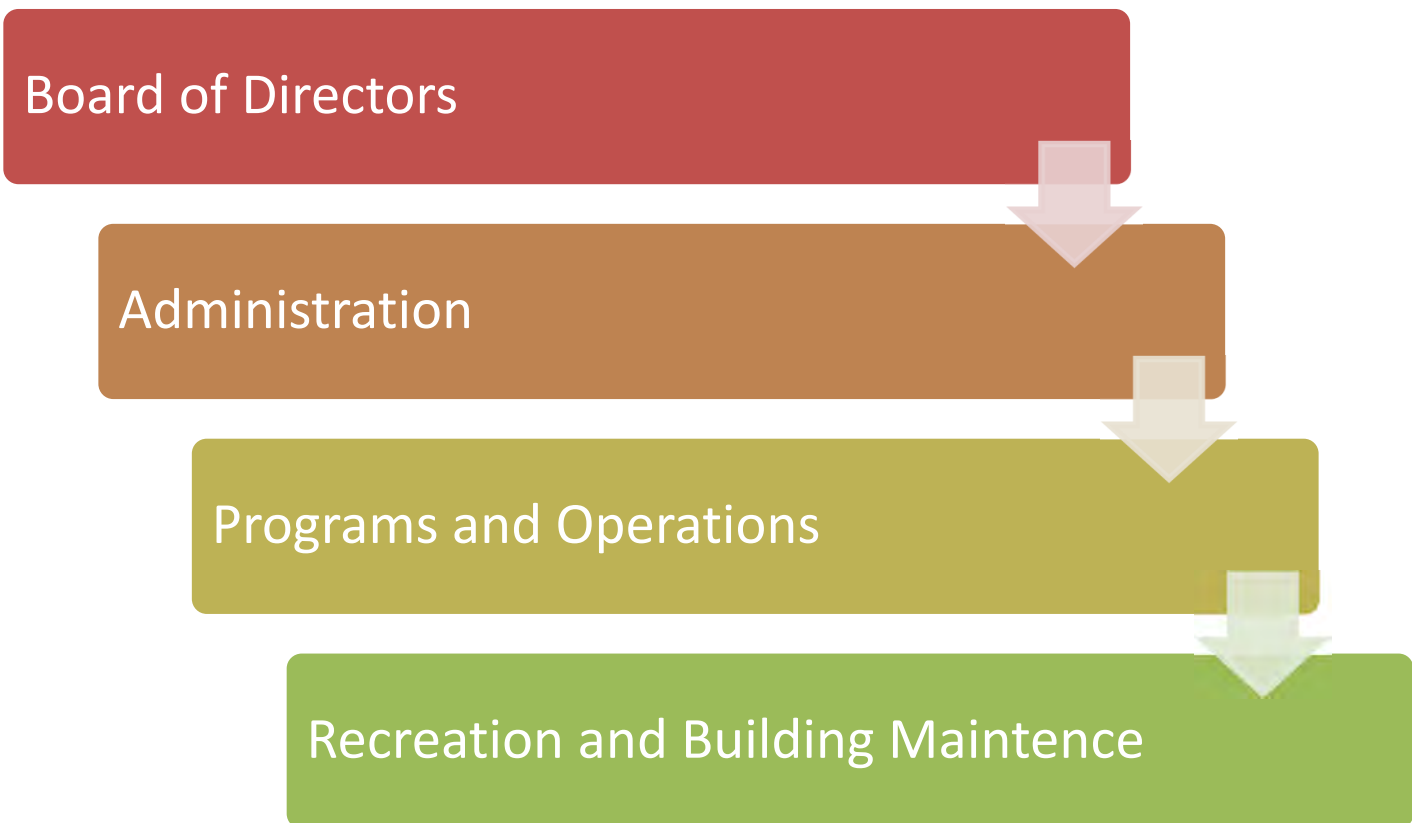 Board of Directors
Administration
Programs and Operations
Recreation and Building Maintence